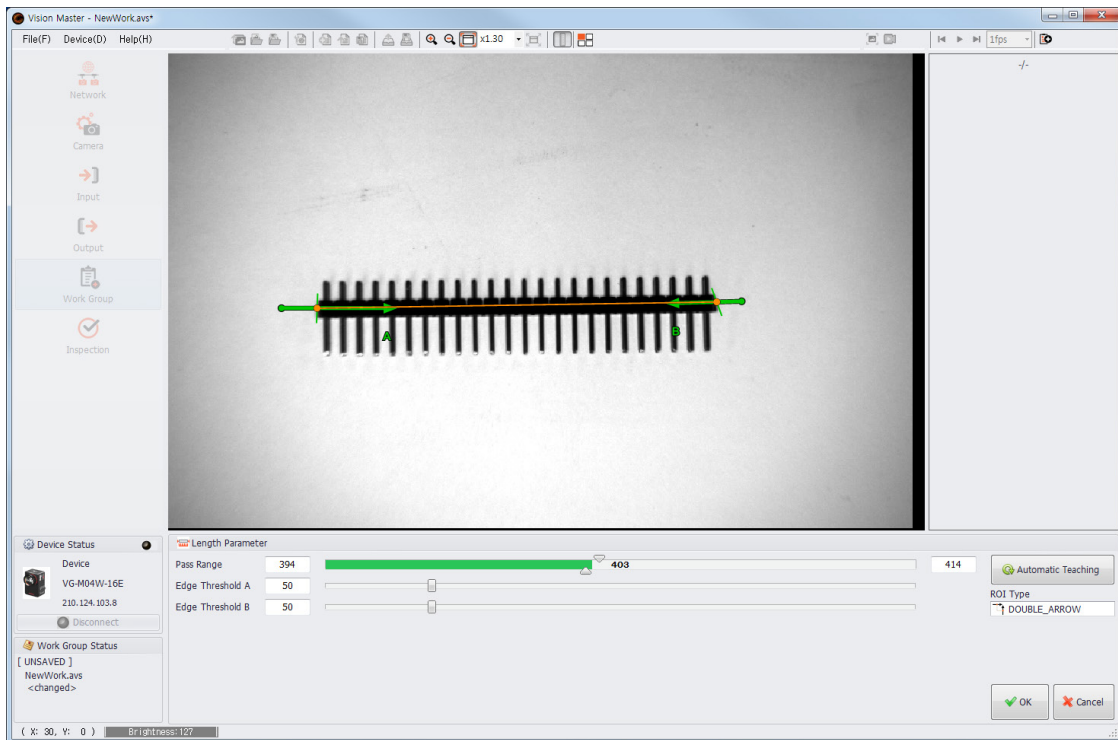 Vision Master - NewWork.avs*
File(F) Device(D) Help(H)
x1.30
1fps
Network
Camera
Input
Output
Work Group
Inspection
-/-
A
B
Device Status
Device
VG-M04W-16E
210.124.103.8
Disconnect
Work Group Status
[ UNSAVED ]
NewWork.avs
<changed>
Length Parameter
Pass Range 394 403 414
Edge Threshold A 50
Edge Threshold B 50
Automatic Teaching
ROI Type
DOUBLE_ARROW
OK Cancel
( X: 30, Y: 0 ) Brightness:127